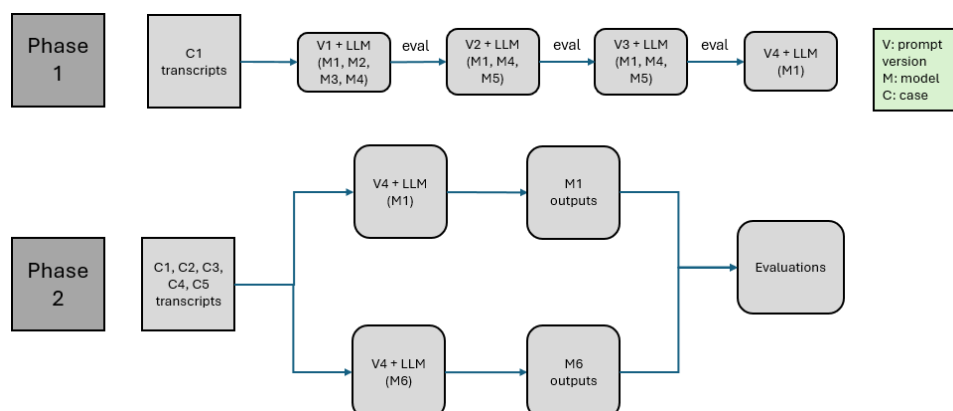 Phase
1
C1
transcripts
V1 + LLM
(M1, M2,
M3, M4)
eval
V2 + LLM
(M1, M4,
M5)
eval
V3 + LLM
(M1, M4,
M5)
eval
V4 + LLM
(M1)
V: prompt
version
M: model
C: case
Phase
2
C1, C2, C3,
C4, C5
transcripts
V4 + LLM
(M1)
M1
outputs
V4 + LLM
(M6)
M6
outputs
Evaluations